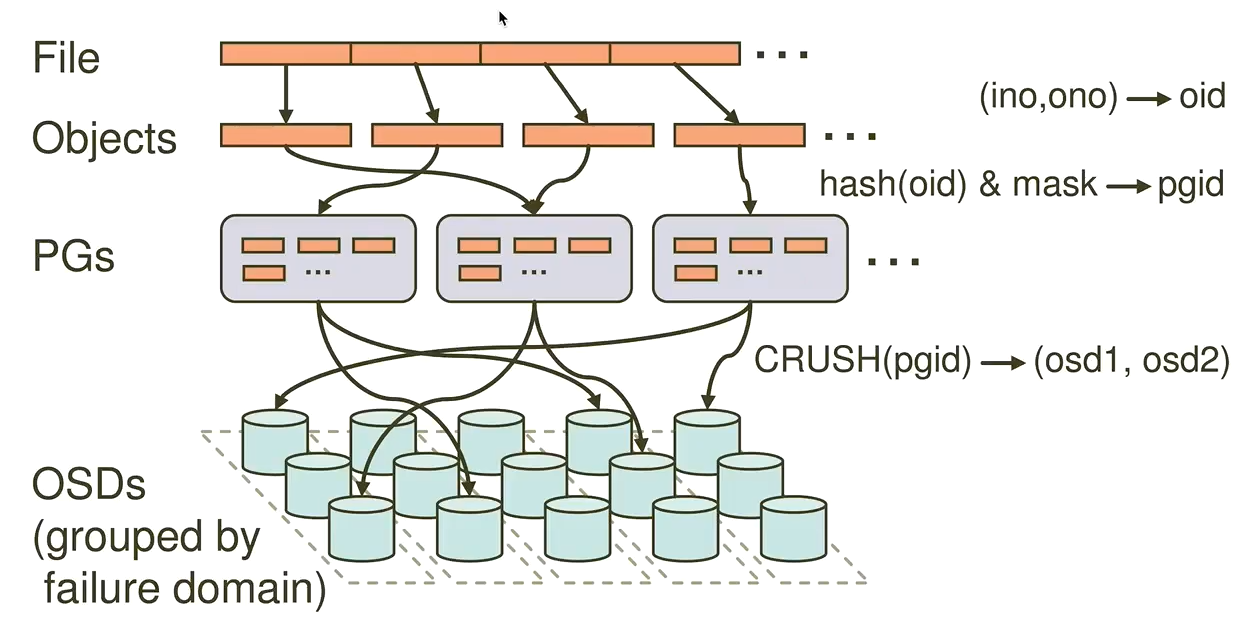 File
(ino,ono) → oid
Objects
hash(oid) & mask → pgid
PGs
CRUSH(pgid) → (osd1, osd2)
OSDs
(grouped by
failure domain)